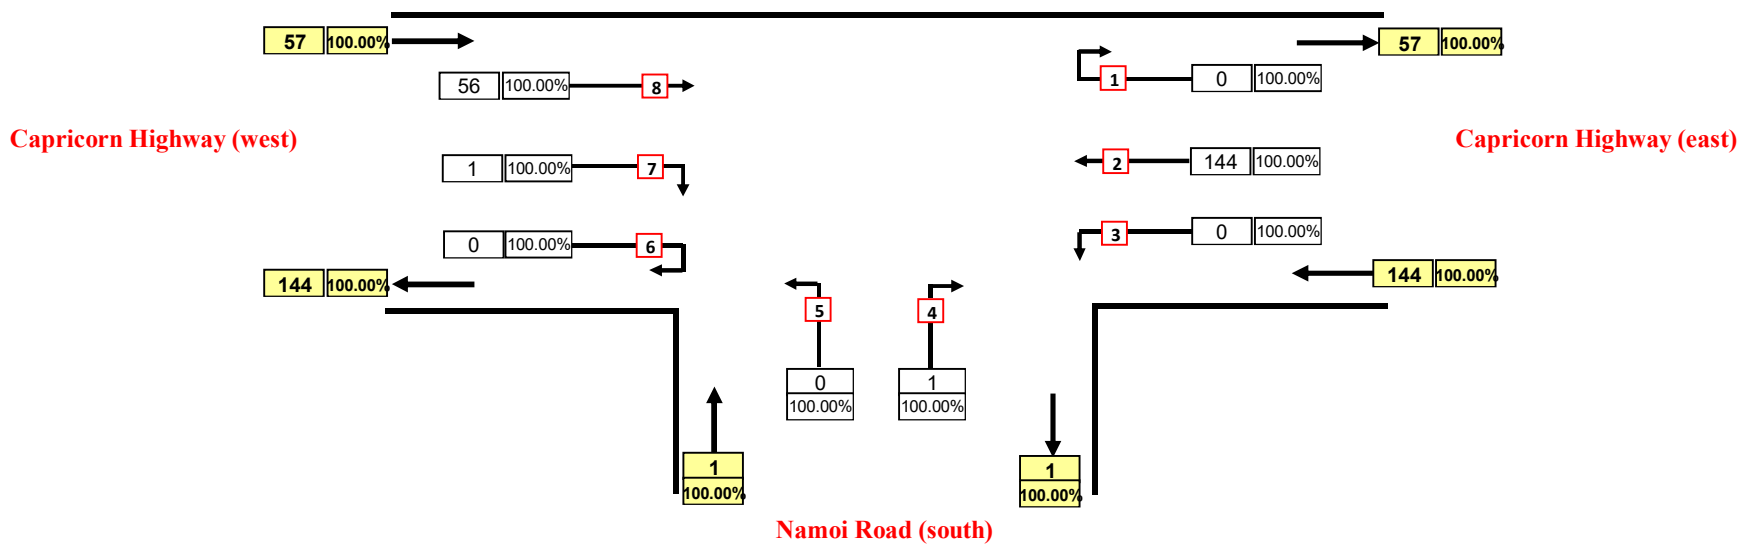 57 100.00%
57 100.00%
56 100.00% 8
1 0 100.00%
Capricorn Highway (west)
Capricorn Highway (east)
1 100.00% 7
2 144 100.00%
0 100.00% 6
3 0 100.00%
144 100.00%
144 100.00%
5
4
0
100.00%
1
100.00%
1
100.00%
1
100.00%
Namoi Road (south)